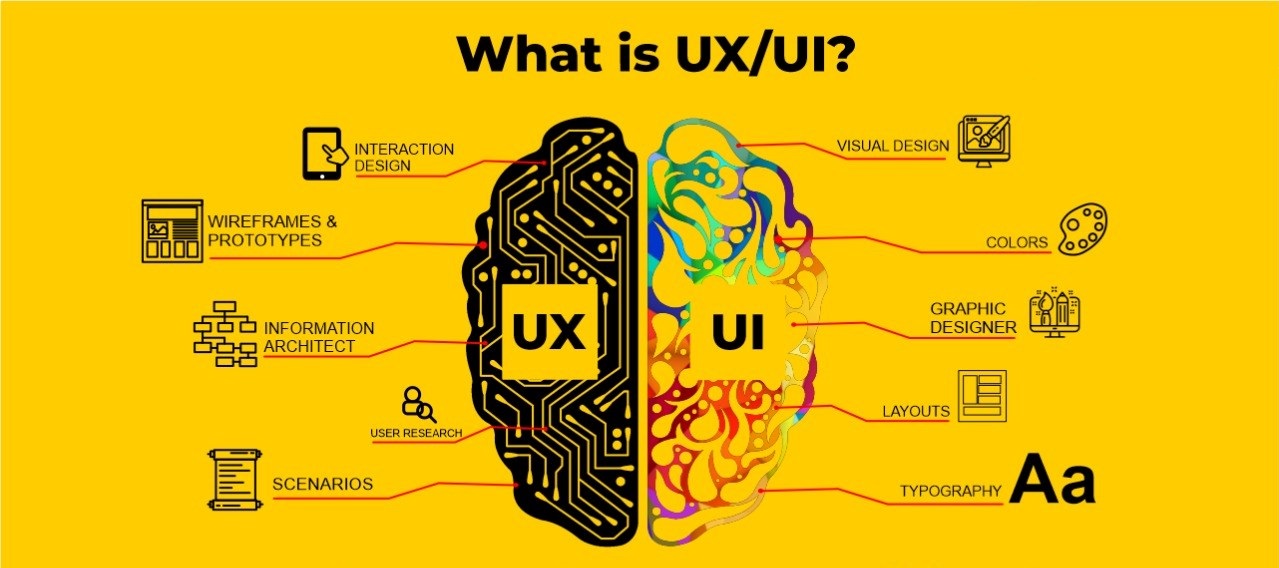 What is UX/UI?
INTERACTION
DESIGN
WIREFRAMES &
PROTOTYPES
INFORMATION
ARCHITECT
USER RESEARCH
SCENARIOS
UX
UI
VISUAL DESIGN
COLORS
GRAPHIC
DESIGNER
LAYOUTS
TYPOGRAPHY
Aa